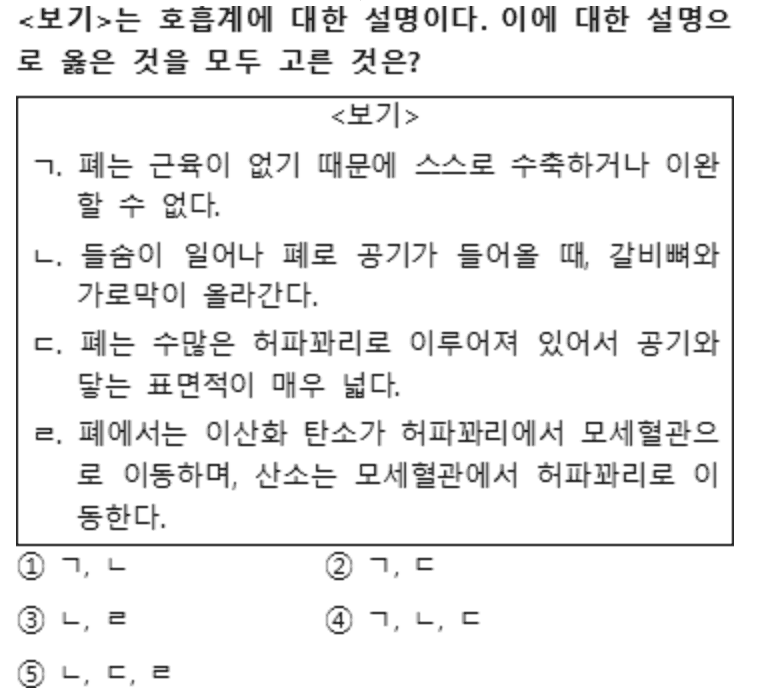 <보기>는 호흡계에 대한 설명이다. 이에 대한 설명으
로 옳은 것을 모두 고른 것은?
<보기>
ㄱ. 폐는 근육이 없기 때문에 스스로 수축하거나 이완
할 수 없다.
ㄴ. 들숨이 일어나 폐로 공기가 들어올 때, 갈비뼈와
가로막이 올라간다.
ㄷ. 폐는 수많은 허파꽈리로 이루어져 있어서 공기와
닿는 표면적이 매우 넓다.
ㄹ. 폐에서는 이산화 탄소가 허파꽈리에서 모세혈관으
로 이동하며, 산소는 모세혈관에서 허파꽈리로 이
동한다.
① ㄱ, ㄴ ② ㄱ, ㄷ
③ ㄴ, ㄹ ④ ㄱ, ㄴ, ㄷ
⑤ ㄴ, ㄷ, ㄹ